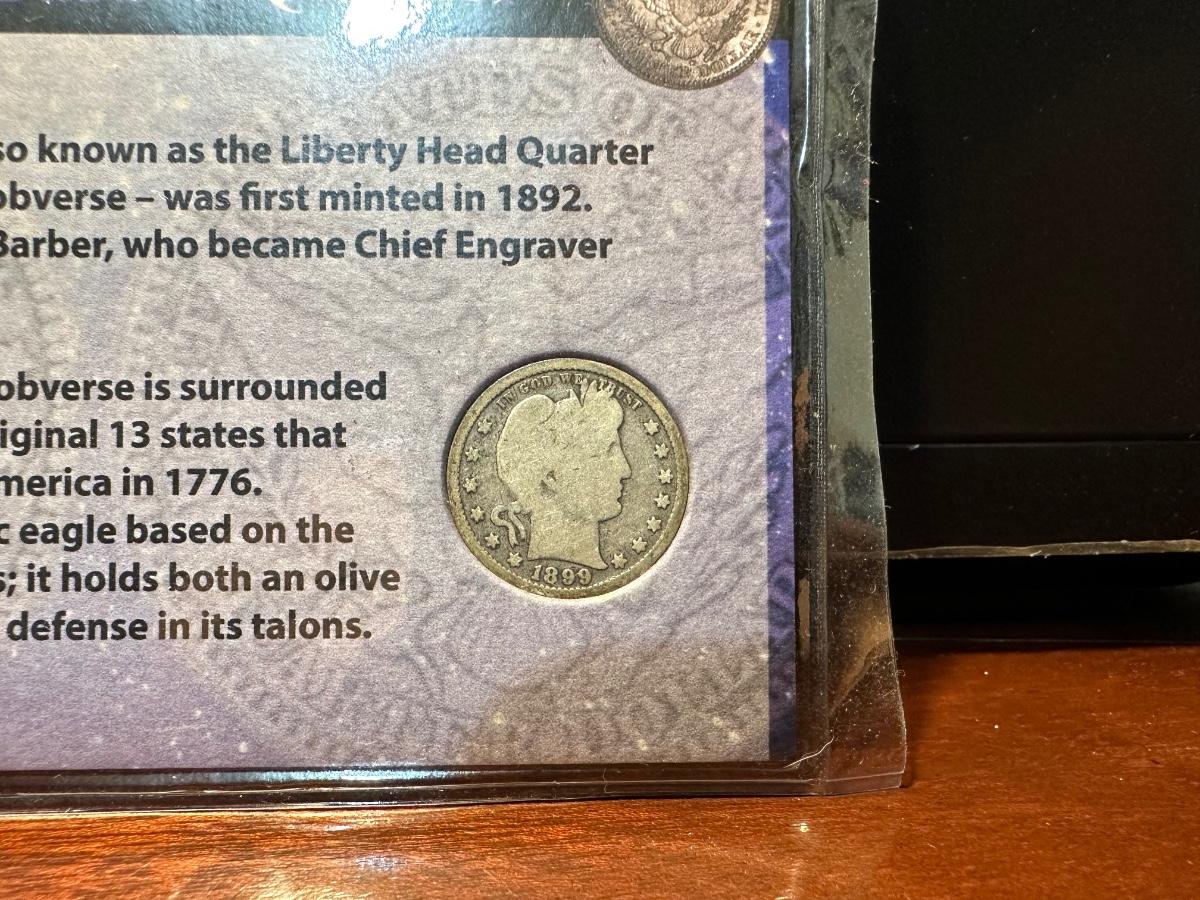 so known as the Liberty Head Quarter
obverse – was first minted in 1892.
Barber, who became Chief Engraver
obverse is surrounded
iginal 13 states that
merica in 1776.
c eagle based on the
s; it holds both an olive
defense in its talons.
IN GOD WE TRUST
1899
DOLLAR